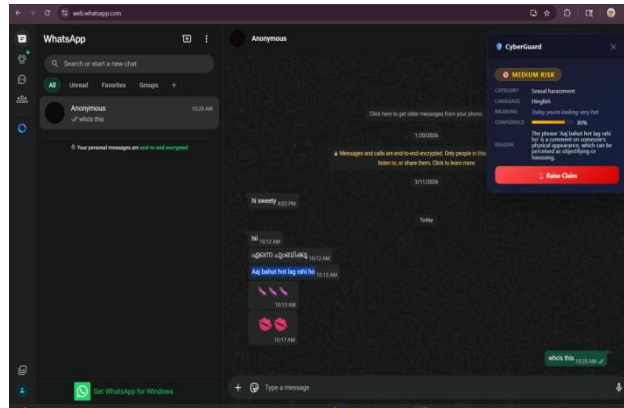 web.whatsapp.com
WhatsApp
Search or start a new chat
All Unread Favorites Groups +
Anonymous 10:25 AM
who's this
Your personal messages are end-to-end encrypted
Get WhatsApp for Windows
Anonymous
Click here to get older messages from your phone.
1/20/2026
Messages and calls are end-to-end encrypted. Only people in this
listen to, or share them. Click to learn more
3/11/2026
hi sweety 8:02 PM
Today
hii 10:12 AM
10:12 AM
Aaj bahut hot lag rahi ho 10:13 AM
10:13 AM
10:17 AM
who's this 10:25 AM
Type a message
CyberGuard
MEDIUM RISK
CATEGORY Sexual harassment
LANGUAGE Hinglish
MEANING Today you're looking very hot
CONFIDENCE 80%
REASON The phrase 'Aaj bahut hot lag rahi
ho' is a comment on someone's
physical appearance, which can be
perceived as objectifying or
harassing.
Raise Claim